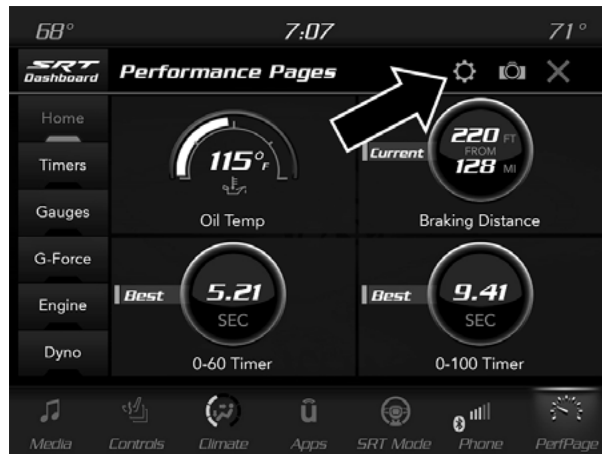 68°
7:07
71°
SRT
Dashboard
Performance Pages
Home
Timers
Gauges
G-Force
Engine
Dyno
115°F
Oil Temp
Current
220 FT
FROM
128 MI
Braking Distance
Best
5.21
SEC
0-60 Timer
Best
9.41
SEC
0-100 Timer
Media
Controls
Climate
Apps
SRT Mode
Phone
PerfPage